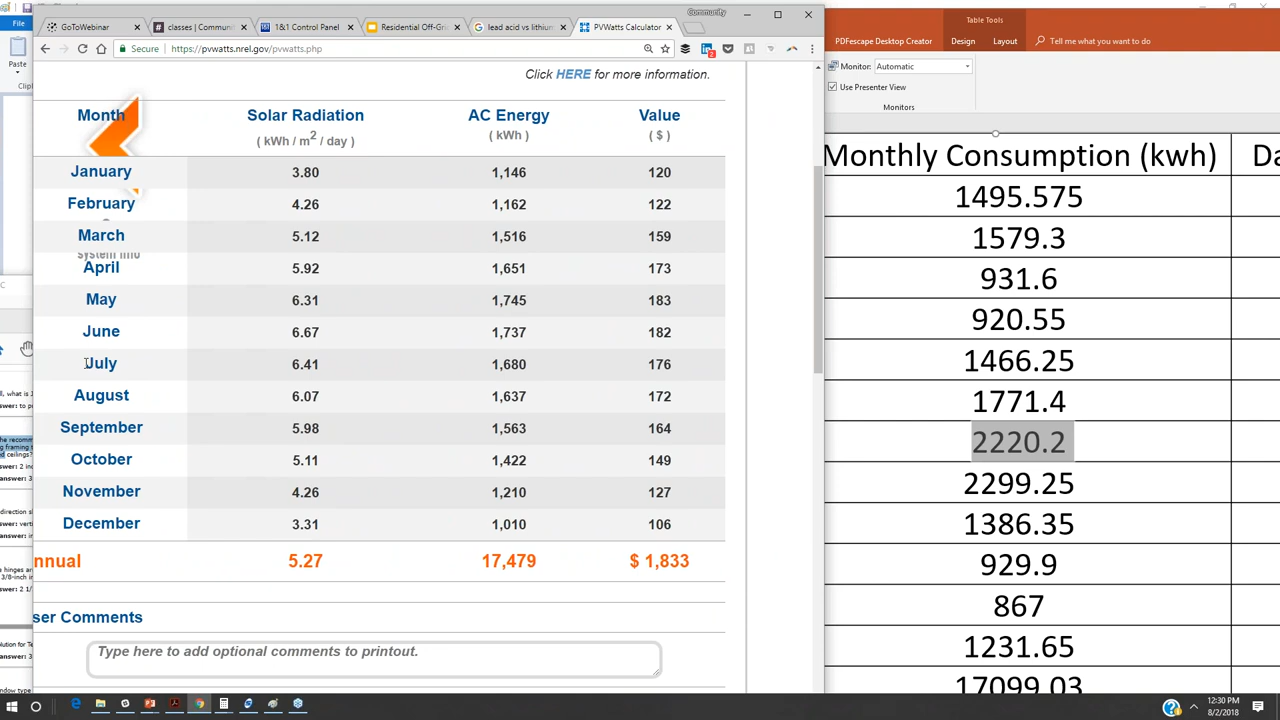 Community
GoToWebinar
# classes | Communit
1&1 Control Panel
Residential Off-Gri
lead acid vs lithium
PVWatts Calculator
Table Tools
File
Secure https://pvwatts.nrel.gov/pvwatts.php
2
PDFescape Desktop Creator Design Layout Tell me what you want to do
Paste
Monitor: Automatic
Use Presenter View
Monitors
Click HERE for more information.
Month Solar Radiation AC Energy Value
( kWh / m2 / day ) ( kWh ) ( $ )
January 3.80 1,146 120
February 4.26 1,162 122
March 5.12 1,516 159
system info
April 5.92 1,651 173
May 6.31 1,745 183
June 6.67 1,737 182
July 6.41 1,680 176
August 6.07 1,637 172
September 5.98 1,563 164
October 5.11 1,422 149
November 4.26 1,210 127
December 3.31 1,010 106
nnual 5.27 17,479 $ 1,833
ser Comments
Type here to add optional comments to printout.
Monthly Consumption (kwh) Da
1495.575
1579.3
931.6
920.55
1466.25
1771.4
2220.2
2299.25
1386.35
929.9
867
1231.65
17099.03
12:30 PM
8/2/2018